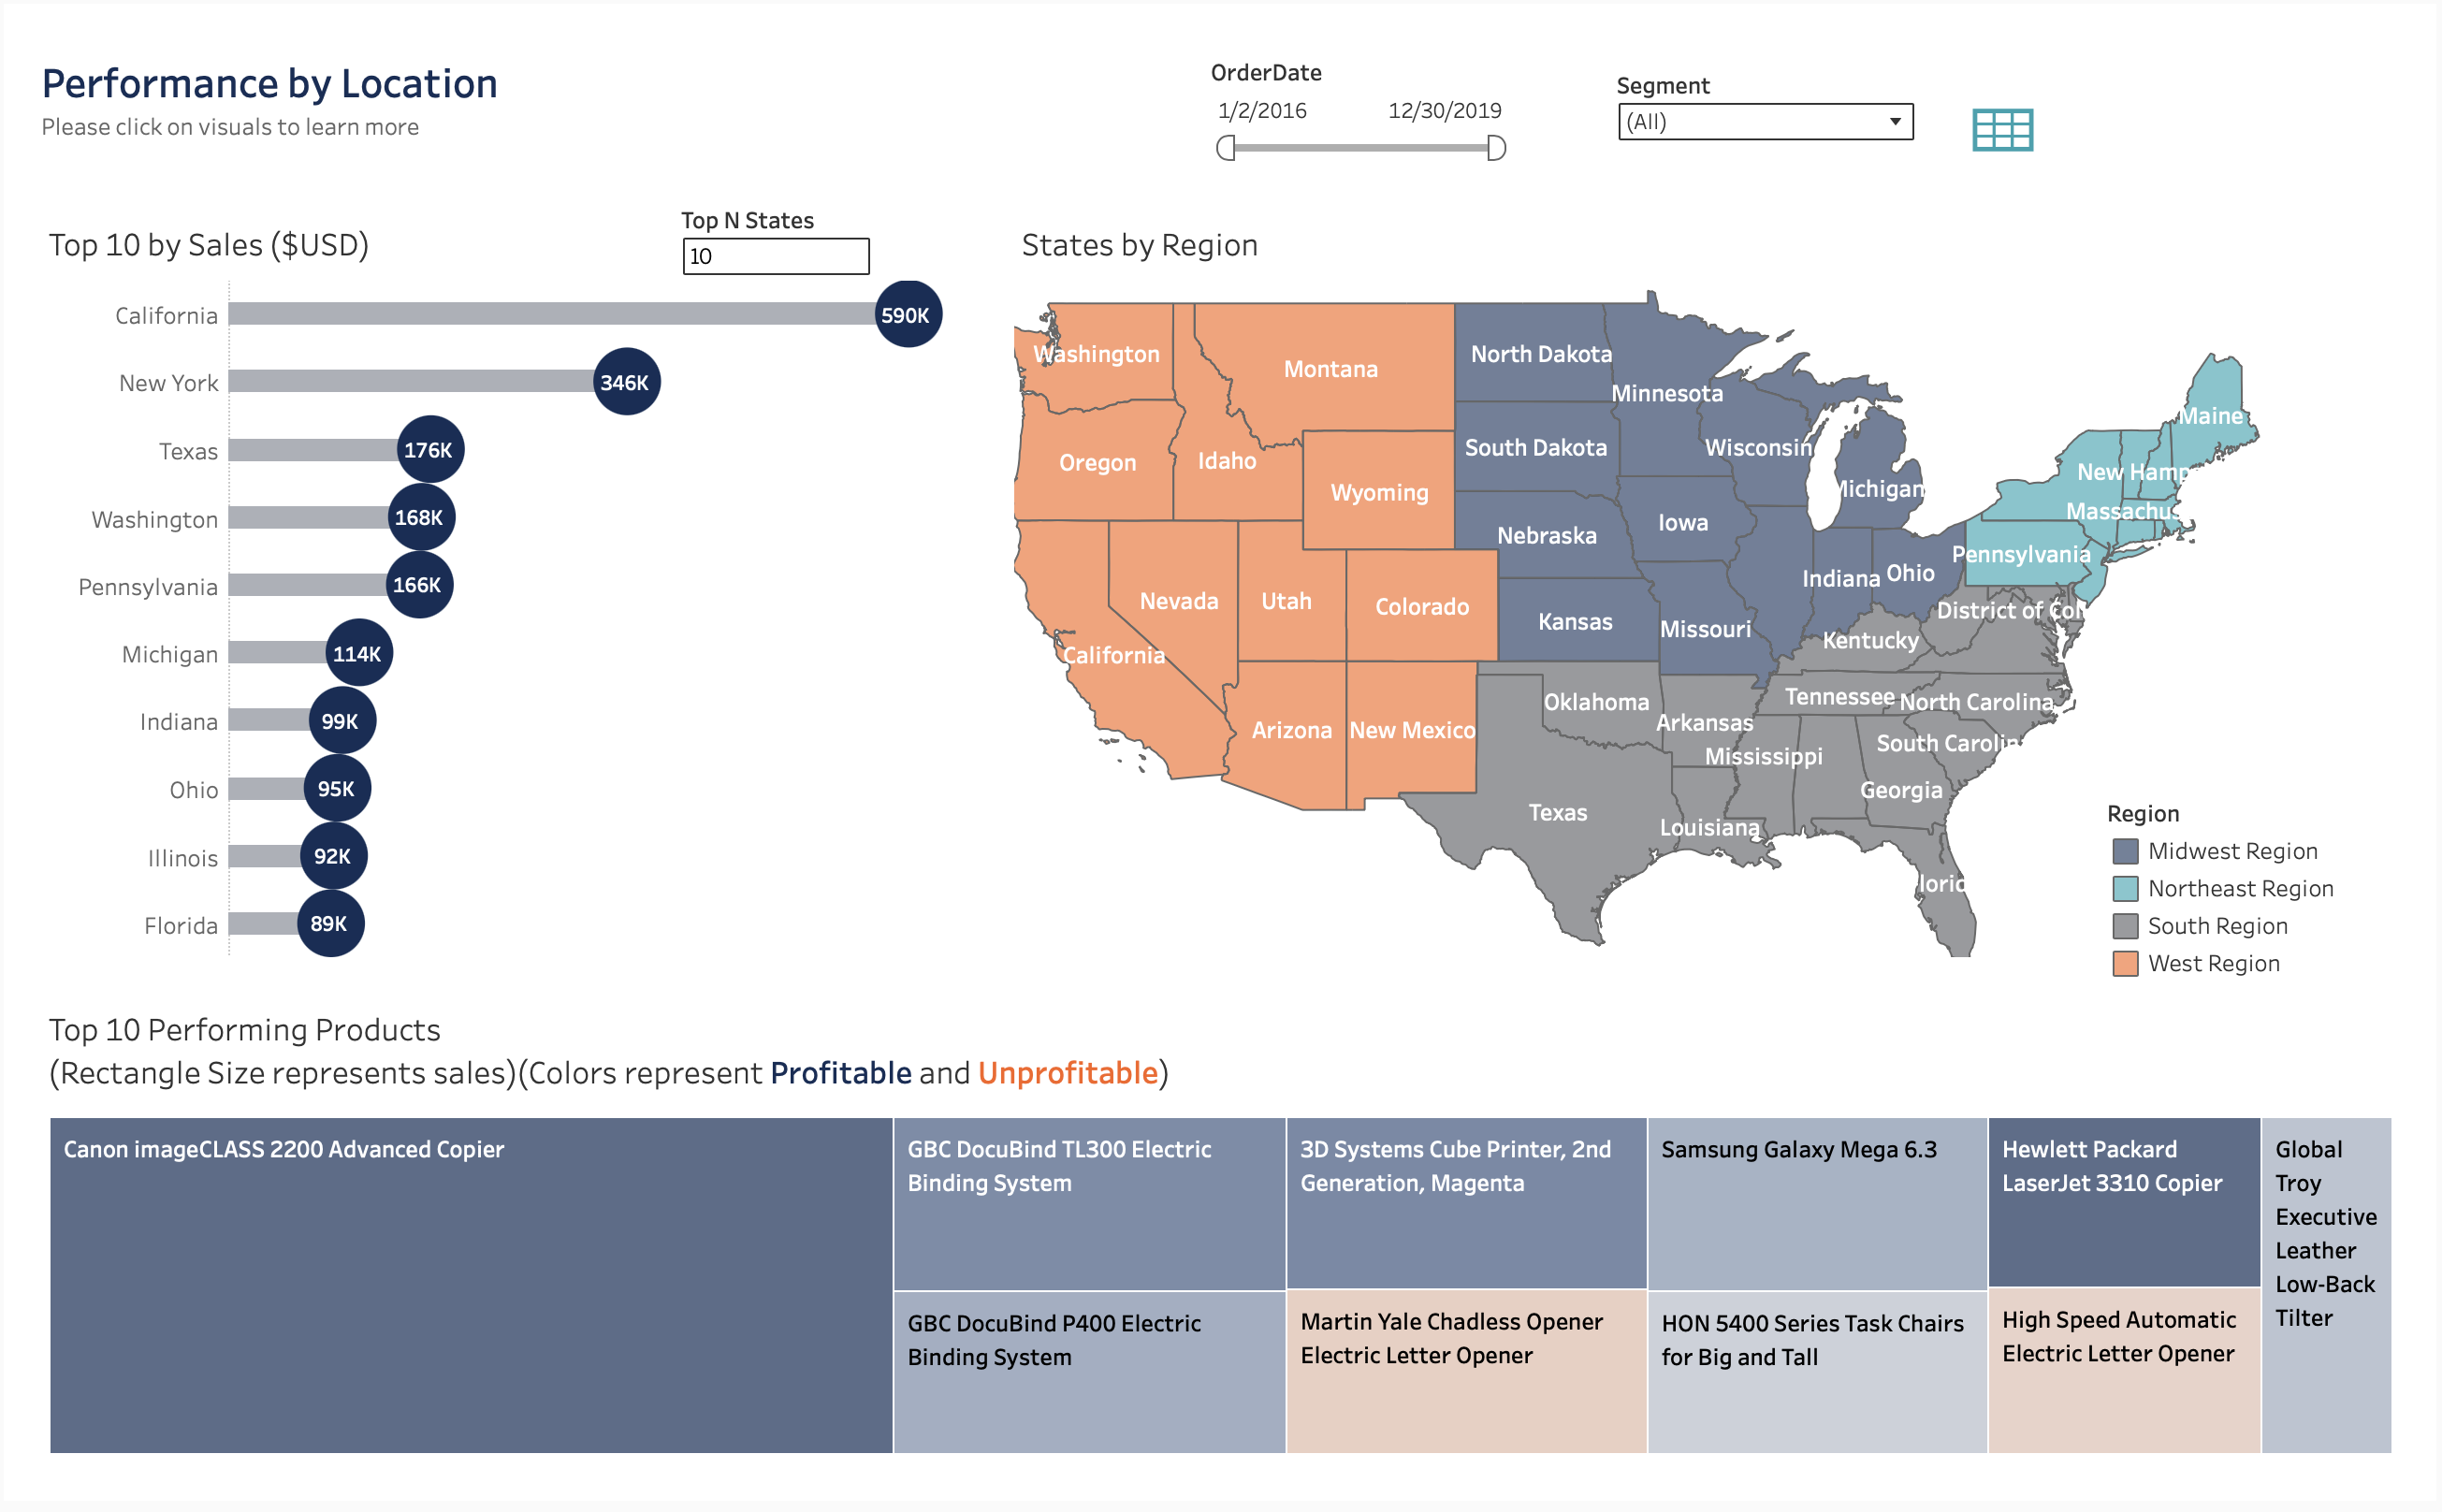 Performance by Location
Please click on visuals to learn more
OrderDate
1/2/2016 12/30/2019
Segment
(All)
Top 10 by Sales ($USD)
Top N States
10
California 590K
New York 346K
Texas 176K
Washington 168K
Pennsylvania 166K
Michigan 114K
Indiana 99K
Ohio 95K
Illinois 92K
Florida 89K
States by Region
Washington
Montana
North Dakota
Minnesota
Maine
Oregon
Idaho
South Dakota
Wisconsin
New Hamp
Wyoming
Michigan
Massachu
Iowa
Nebraska
Pennsylvania
Nevada
Utah
Colorado
Kansas
Missouri
Indiana
Ohio
District of Col
Kentucky
California
Oklahoma
Arkansas
Tennessee
North Carolina
Arizona
New Mexico
Mississippi
South Carolin
Georgia
Texas
Louisiana
loric
Region
Midwest Region
Northeast Region
South Region
West Region
Top 10 Performing Products
(Rectangle Size represents sales)(Colors represent Profitable and Unprofitable)
Canon imageCLASS 2200 Advanced Copier
GBC DocuBind TL300 Electric
Binding System
GBC DocuBind P400 Electric
Binding System
3D Systems Cube Printer, 2nd
Generation, Magenta
Martin Yale Chadless Opener
Electric Letter Opener
Samsung Galaxy Mega 6.3
HON 5400 Series Task Chairs
for Big and Tall
Hewlett Packard
LaserJet 3310 Copier
High Speed Automatic
Electric Letter Opener
Global
Troy
Executive
Leather
Low-Back
Tilter